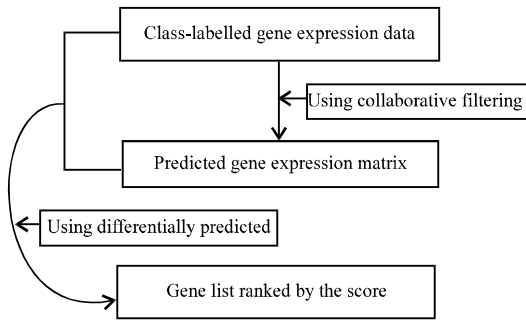 Class-labelled gene expression data
Using collaborative filtering
Predicted gene expression matrix
Using differentially predicted
Gene list ranked by the score